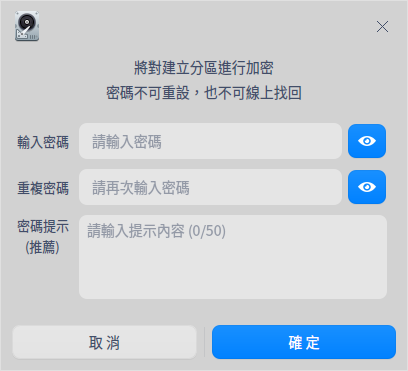 將對建立分區進行加密
密碼不可重設，也不可線上找回
輸入密碼 請輸入密碼
重複密碼 請再次輸入密碼
密碼提示 請輸入提示內容 (0/50)
(推薦)
取消 確定